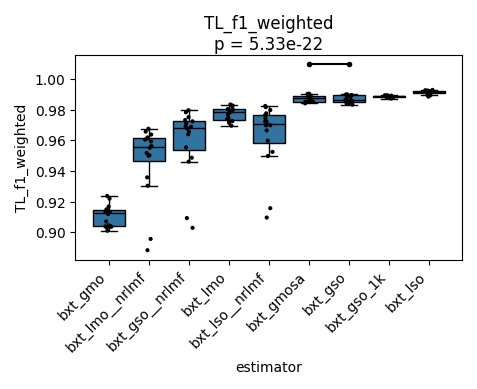 TL_f1_weighted
p = 5.33e-22
TL_f1_weighted
1.00
0.98
0.96
0.94
0.92
0.90
bxt_gmo
bxt_lmo__nrlmf
bxt_gso__nrlmf
bxt_lmo
bxt_lso__nrlmf
bxt_gmosa
bxt_gso
bxt_gso_1k
bxt_lso
estimator